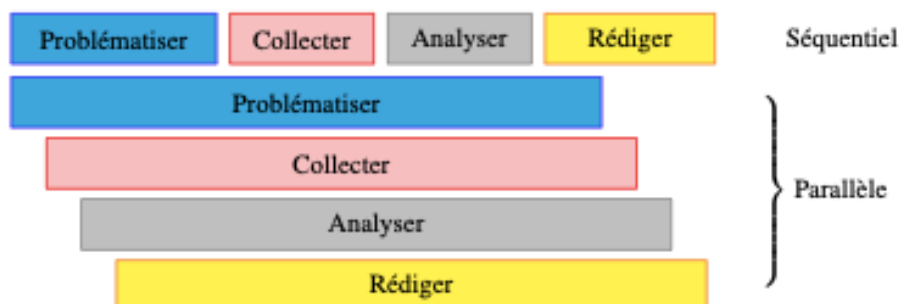 Problématiser Collecter Analyser Rédiger Séquentiel
Problématiser
Collecter
Parallèle
Analyser
Rédiger